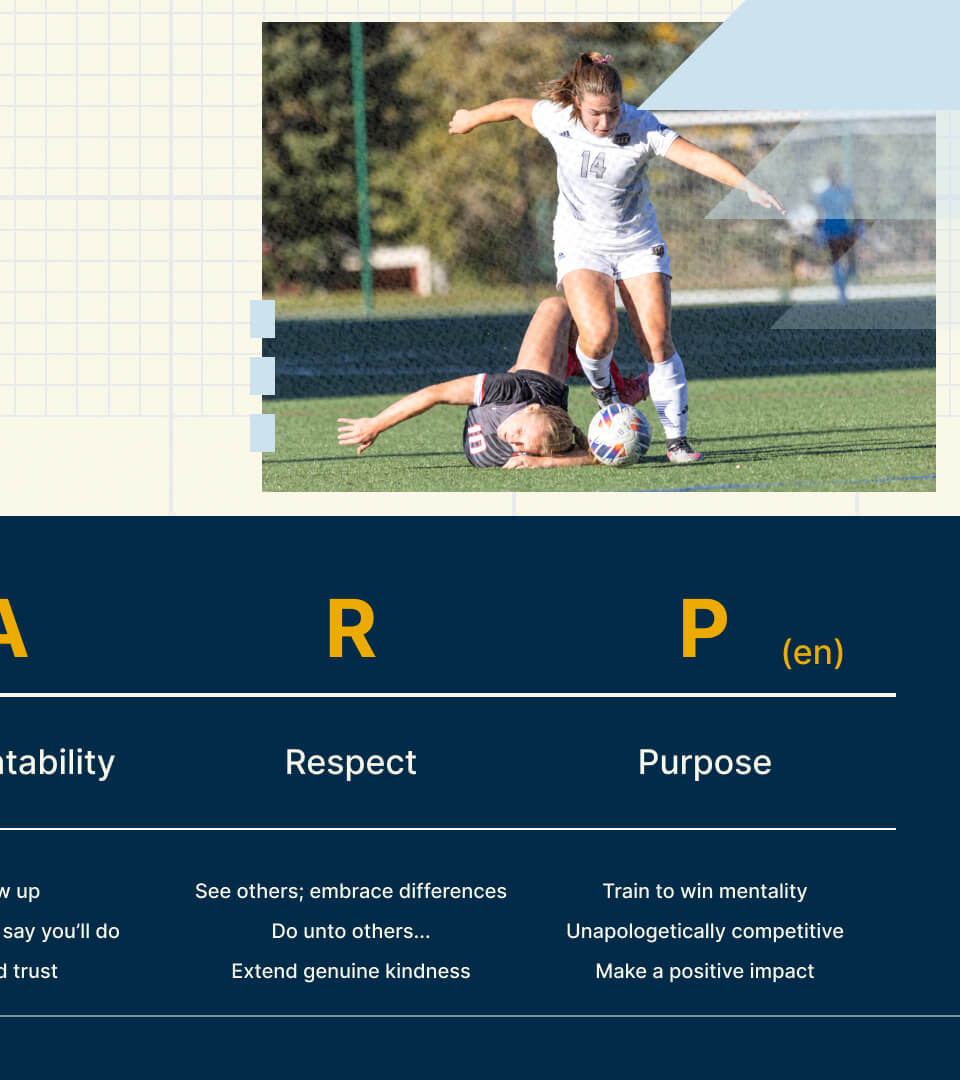 14
10
A R P (en)
tability Respect Purpose
w up See others; embrace differences Train to win mentality
say you'll do Do unto others... Unapologetically competitive
d trust Extend genuine kindness Make a positive impact